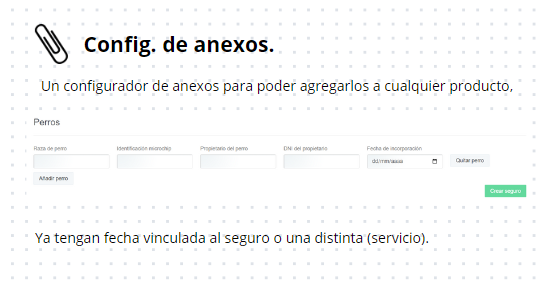 Config. de anexos.
Un configurador de anexos para poder agregarlos a cualquier producto,
Perros
Raza de perro Identificación microchip Propietario del perro DNI del propietario Fecha de incorporación
dd/mm/aaaa Quitar perro
Añadir perro
Crear seguro
Ya tengan fecha vinculada al seguro o una distinta (servicio).